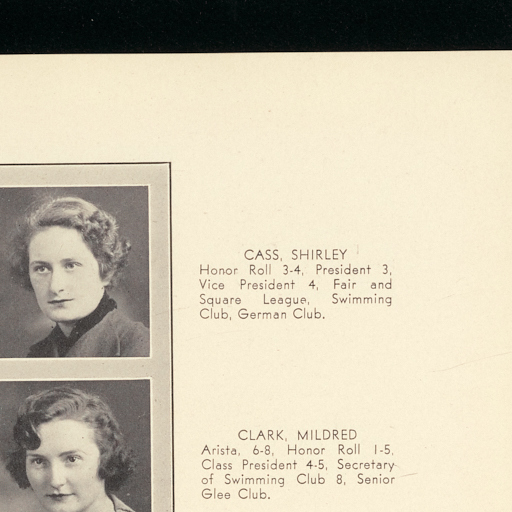 CASS, SHIRLEY
Honor Roll 3-4, President 3,
Vice President 4, Fair and
Square League, Swimming
Club, German Club.
CLARK, MILDRED
Arista, 6-8, Honor Roll 1-5,
Class President 4-5, Secretary
of Swimming Club 8, Senior
Glee Club.